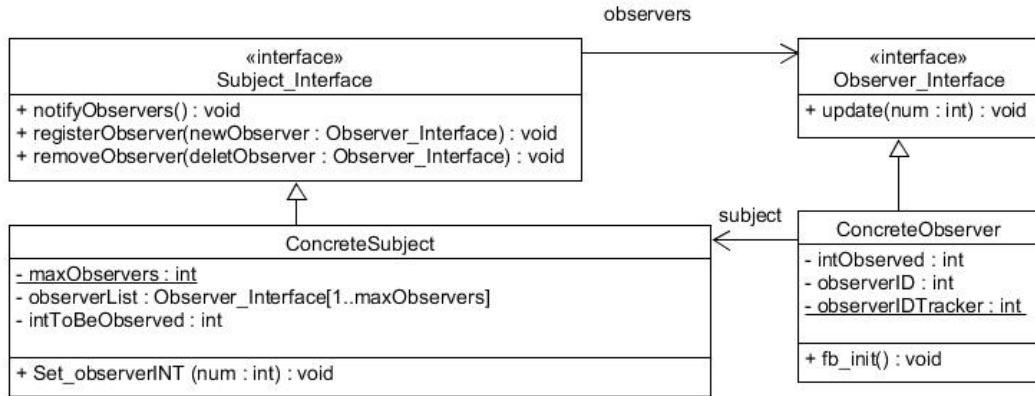 observers
«interface»
Subject_Interface
+ notifyObservers() : void
+ registerObserver(newObserver : Observer_Interface) : void
+ removeObserver(deletObserver : Observer_Interface) : void
«interface»
Observer_Interface
+ update(num : int) : void
subject
ConcreteSubject
- maxObservers : int
- observerList : Observer_Interface[1..maxObservers]
- intToBeObserved : int
+ Set_observerINT (num : int) : void
ConcreteObserver
- intObserved : int
- observerID : int
- observerIDTracker : int
+ fb_init() : void